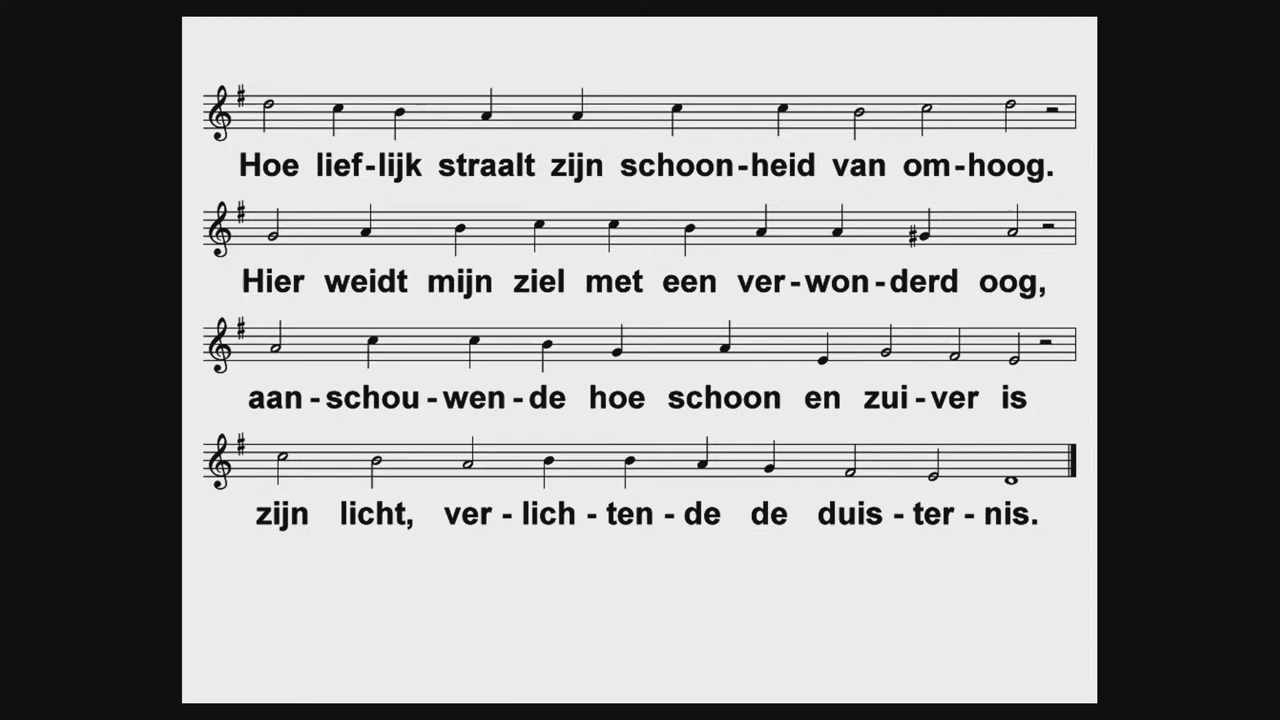 Hoe lief-lijk straalt zijn schoon-heid van om-hoog.
Hier weidt mijn ziel met een ver-won-derd oog,
aan-schou-wen-de hoe schoon en zui-ver is
zijn licht, ver-lich-ten-de de duis-ter-nis.